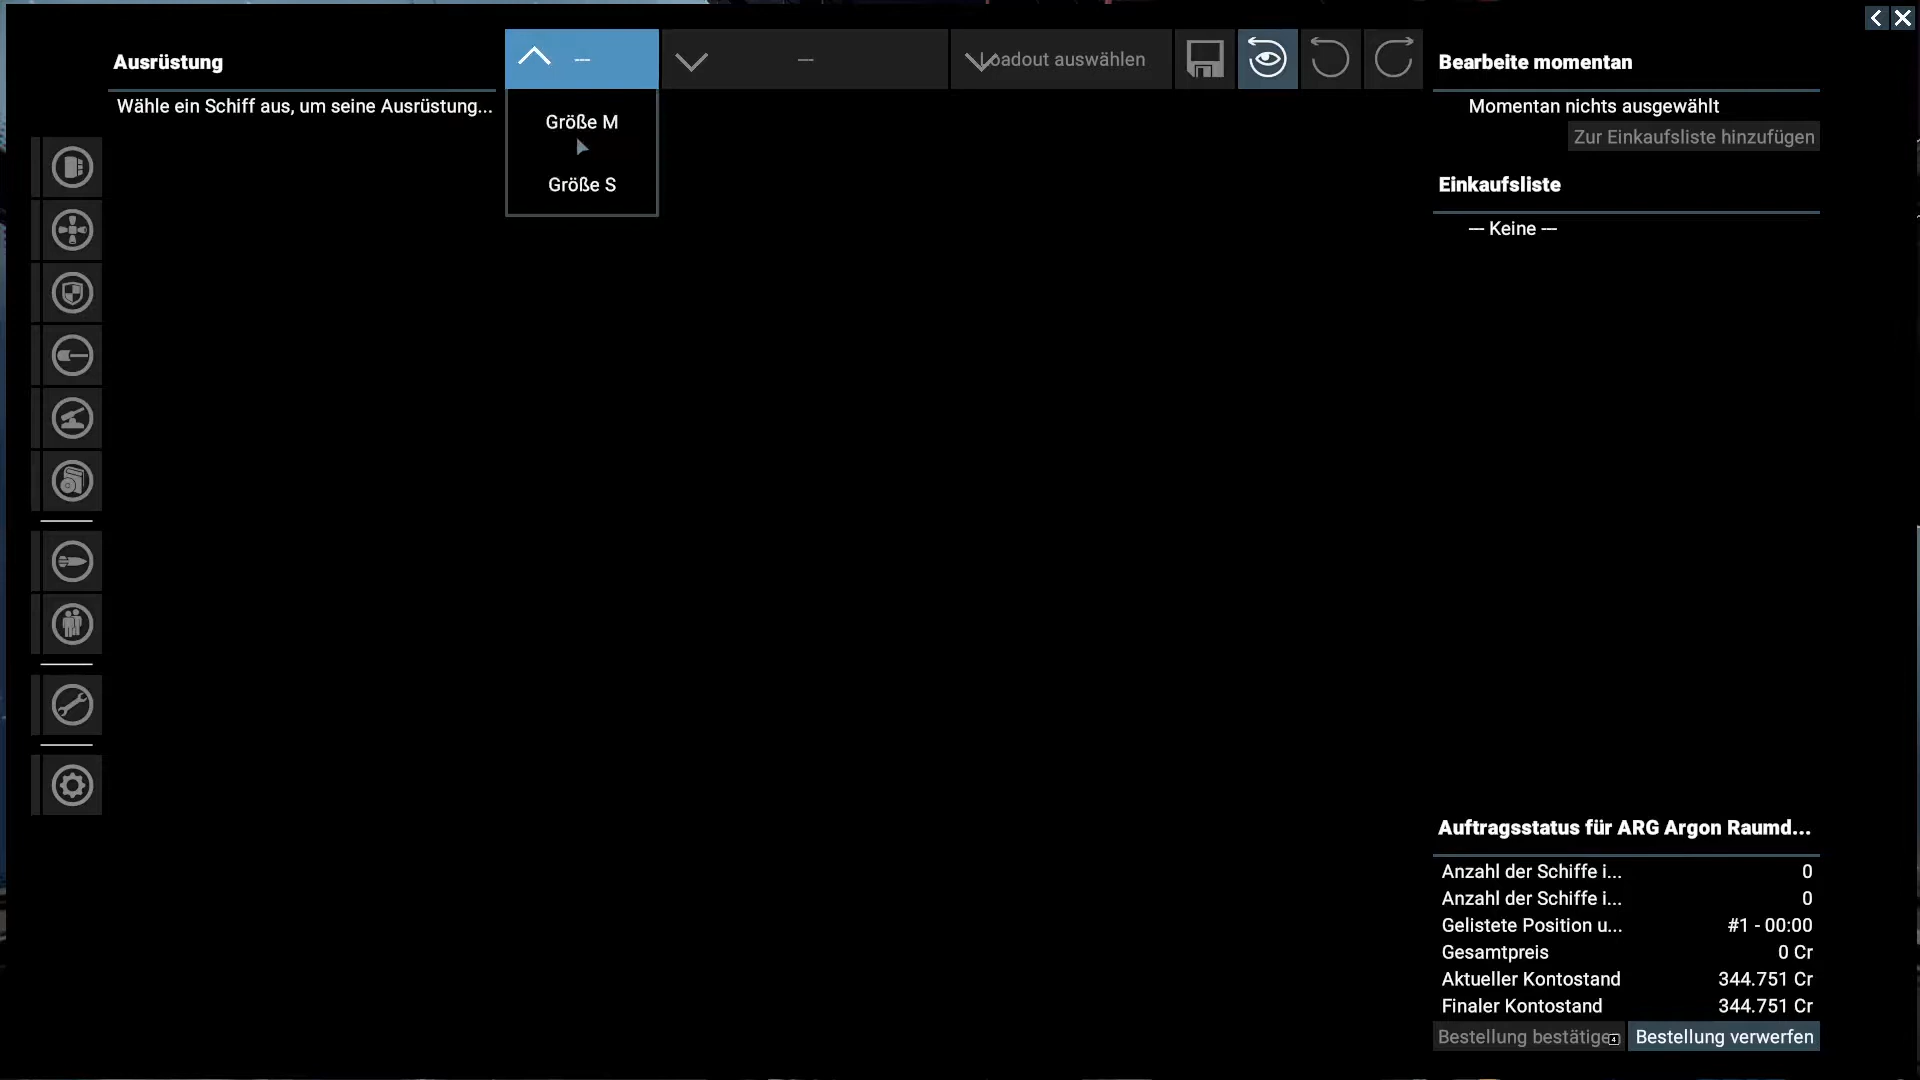 Ausrüstung
Wähle ein Schiff aus, um seine Ausrüstung...
---
Größe M
Größe S
---
Loadout auswählen
Bearbeite momentan
Momentan nichts ausgewählt
Zur Einkaufsliste hinzufügen
Einkaufsliste
--- Keine ---
Auftragsstatus für ARG Argon Raumd...
Anzahl der Schiffe i... 0
Anzahl der Schiffe i... 0
Gelistete Position u... #1 - 00:00
Gesamtpreis 0 Cr
Aktueller Kontostand 344.751 Cr
Finaler Kontostand 344.751 Cr
Bestellung bestätige
Bestellung verwerfen